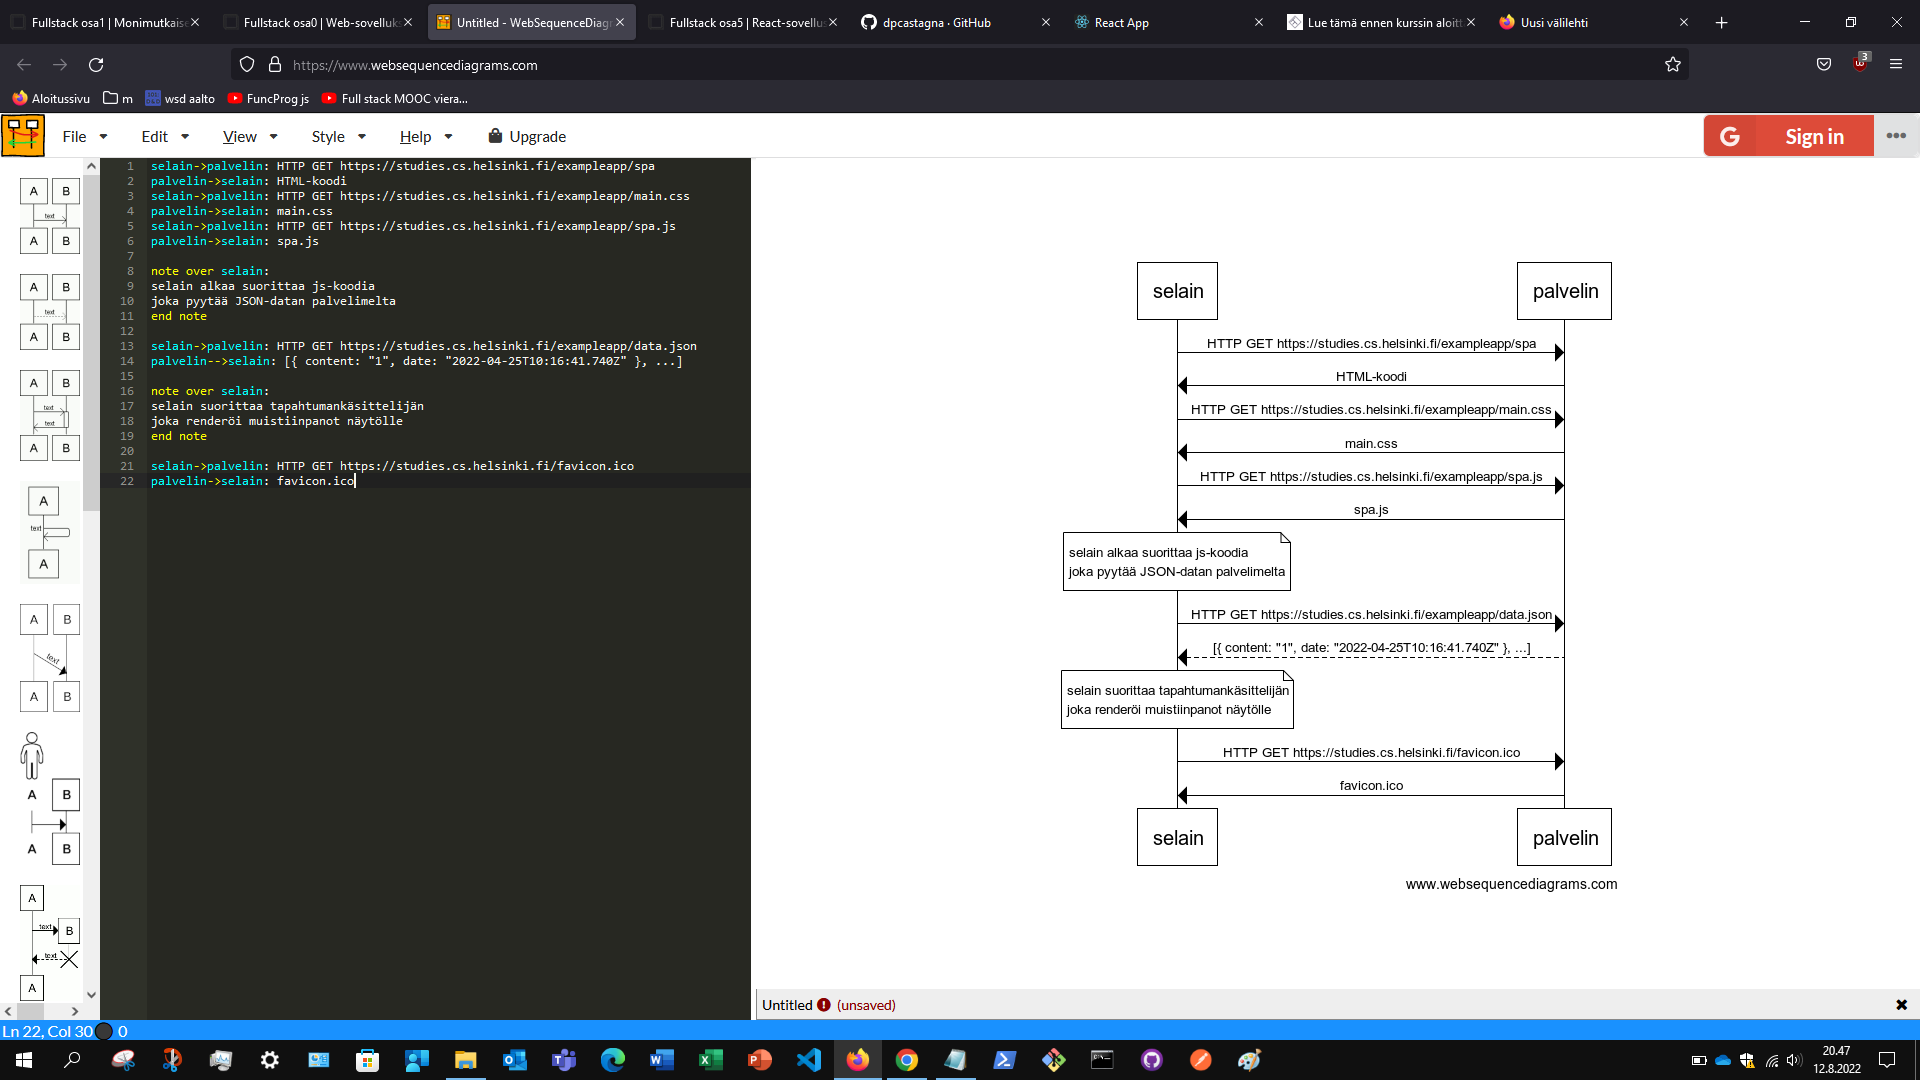 Fullstack osa1 | Monimutkaise
Fullstack osa0 | Web-sovelluks
Untitled - WebSequenceDiagr
Fullstack osa5 | React-sovellus
dpcastagna · GitHub
React App
Lue tämä ennen kurssin aloitt
Uusi välilehti
https://www.websequencediagrams.com
3
Aloitussivu
m
wsd aalto
FuncProg js
Full stack MOOC viera...
File
Edit
View
Style
Help
Upgrade
G
Sign in
1 selain->palvelin: HTTP GET https://studies.cs.helsinki.fi/exampleapp/spa
2 palvelin->selain: HTML-koodi
3 selain->palvelin: HTTP GET https://studies.cs.helsinki.fi/exampleapp/main.css
4 palvelin->selain: main.css
5 selain->palvelin: HTTP GET https://studies.cs.helsinki.fi/exampleapp/spa.js
6 palvelin->selain: spa.js
7
8 note over selain:
9 selain alkaa suorittaa js-koodia
10 joka pyytää JSON-datan palvelimelta
11 end note
12
13 selain->palvelin: HTTP GET https://studies.cs.helsinki.fi/exampleapp/data.json
14 palvelin-->selain: [{ content: "1", date: "2022-04-25T10:16:41.740Z" }, ...]
15
16 note over selain:
17 selain suorittaa tapahtumankäsittelijän
18 joka renderöi muistiinpanot näytölle
19 end note
20
21 selain->palvelin: HTTP GET https://studies.cs.helsinki.fi/favicon.ico
22 palvelin->selain: favicon.ico
A B
text
A B
A B
text
A B
A B
text
text
A B
A
text
A
A B
text
A B
A B
A B
A
text B
text
A
selain palvelin
HTTP GET https://studies.cs.helsinki.fi/exampleapp/spa
HTML-koodi
HTTP GET https://studies.cs.helsinki.fi/exampleapp/main.css
main.css
HTTP GET https://studies.cs.helsinki.fi/exampleapp/spa.js
spa.js
selain alkaa suorittaa js-koodia
joka pyytää JSON-datan palvelimelta
HTTP GET https://studies.cs.helsinki.fi/exampleapp/data.json
[{ content: "1", date: "2022-04-25T10:16:41.740Z" }, ...]
selain suorittaa tapahtumankäsittelijän
joka renderöi muistiinpanot näytölle
HTTP GET https://studies.cs.helsinki.fi/favicon.ico
favicon.ico
selain palvelin
www.websequencediagrams.com
Untitled (unsaved)
Ln 22, Col 30 0
20.47
12.8.2022